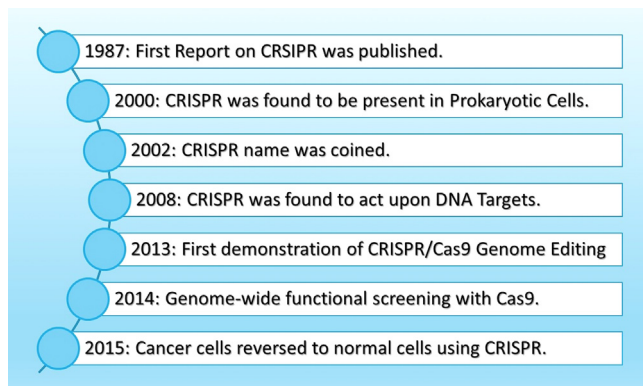 1987: First Report on CRSIPR was published.
2000: CRISPR was found to be present in Prokaryotic Cells.
2002: CRISPR name was coined.
2008: CRISPR was found to act upon DNA Targets.
2013: First demonstration of CRISPR/Cas9 Genome Editing
2014: Genome-wide functional screening with Cas9.
2015: Cancer cells reversed to normal cells using CRISPR.